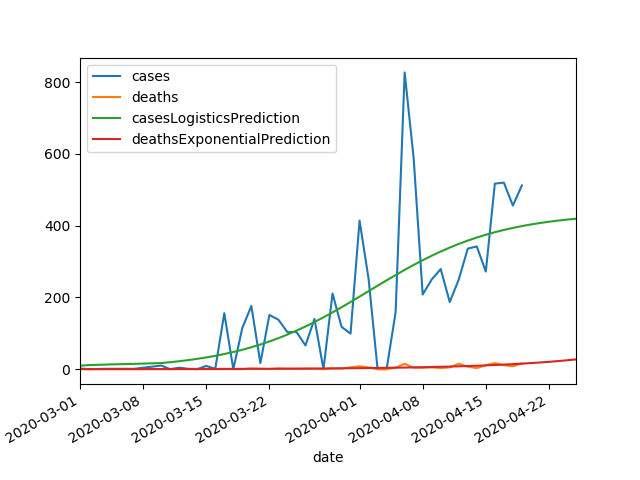 cases
deaths
casesLogisticsPrediction
deathsExponentialPrediction
800
600
400
200
0
2020-03-01
2020-03-08
2020-03-15
2020-03-22
2020-04-01
2020-04-08
2020-04-15
2020-04-22
date